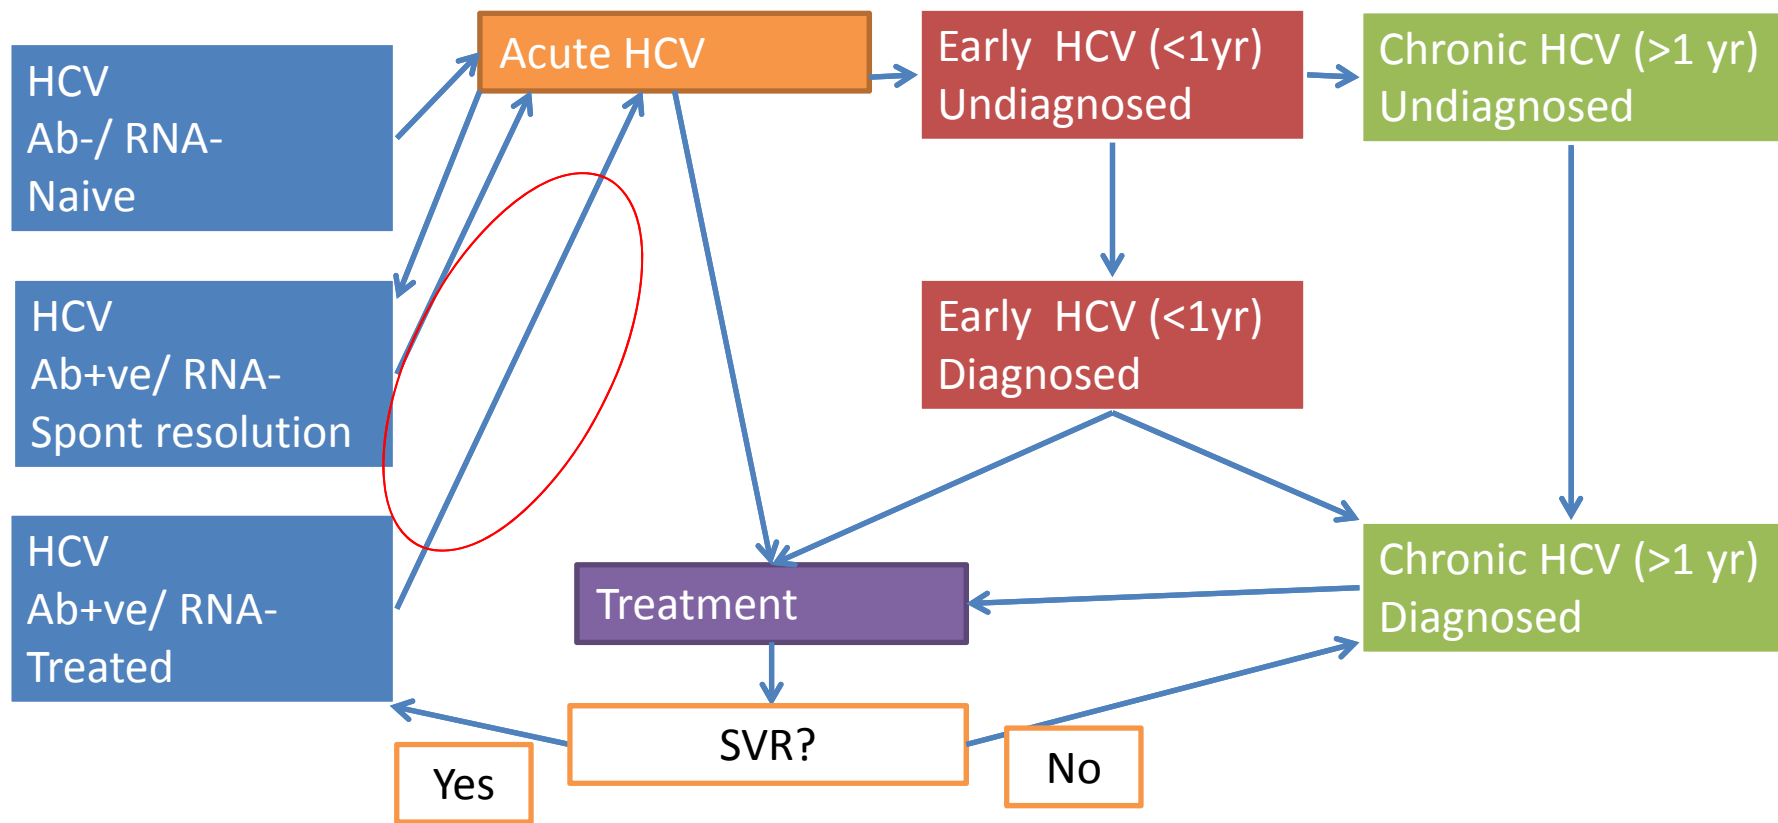 HCV
Ab-/ RNA-
Naive
Acute HCV
Early HCV (<1yr)
Undiagnosed
Chronic HCV (>1 yr)
Undiagnosed
HCV
Ab+ve/ RNA-
Spont resolution
Early HCV (<1yr)
Diagnosed
HCV
Ab+ve/ RNA-
Treated
Treatment
Chronic HCV (>1 yr)
Diagnosed
SVR?
Yes
No